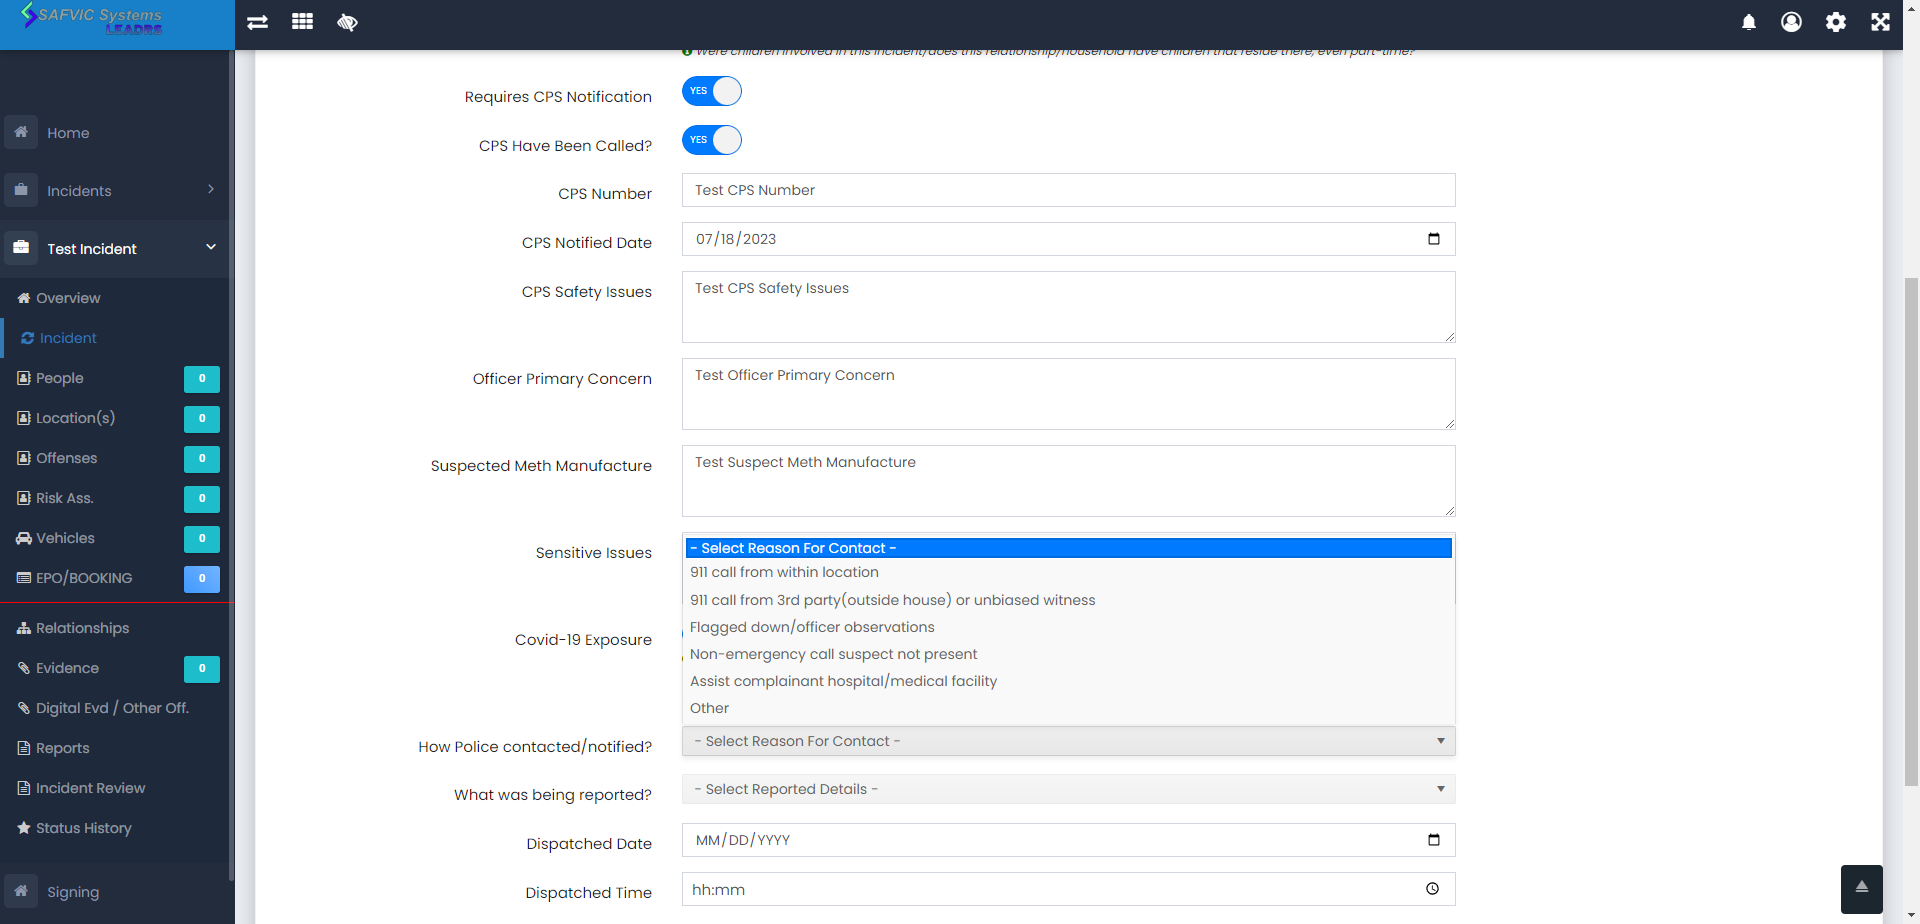 SAFVIC Systems
LEADRS
Were children involved in this incident/does this relationship/household have children that reside there, even part-time?
Home
Incidents
Test Incident
Overview
Incident
People 0
Location(s) 0
Offenses 0
Risk Ass. 0
Vehicles 0
EPO/BOOKING 0
Relationships
Evidence 0
Digital Evd / Other Off.
Reports
Incident Review
Status History
Signing
Requires CPS Notification YES
CPS Have Been Called? YES
CPS Number Test CPS Number
CPS Notified Date 07/18/2023
CPS Safety Issues Test CPS Safety Issues
Officer Primary Concern Test Officer Primary Concern
Suspected Meth Manufacture Test Suspect Meth Manufacture
Sensitive Issues
- Select Reason For Contact -
911 call from within location
911 call from 3rd party(outside house) or unbiased witness
Flagged down/officer observations
Covid-19 Exposure
Non-emergency call suspect not present
Assist complainant hospital/medical facility
Other
How Police contacted/notified? - Select Reason For Contact -
What was being reported? - Select Reported Details -
Dispatched Date MM/DD/YYYY
Dispatched Time hh:mm